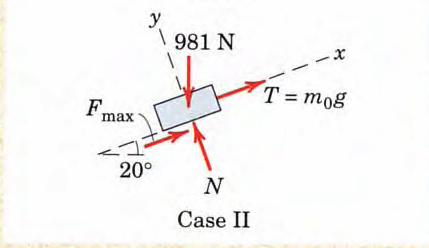 y
981 N
x
T = m₀g
F_max
20°
N
Case II